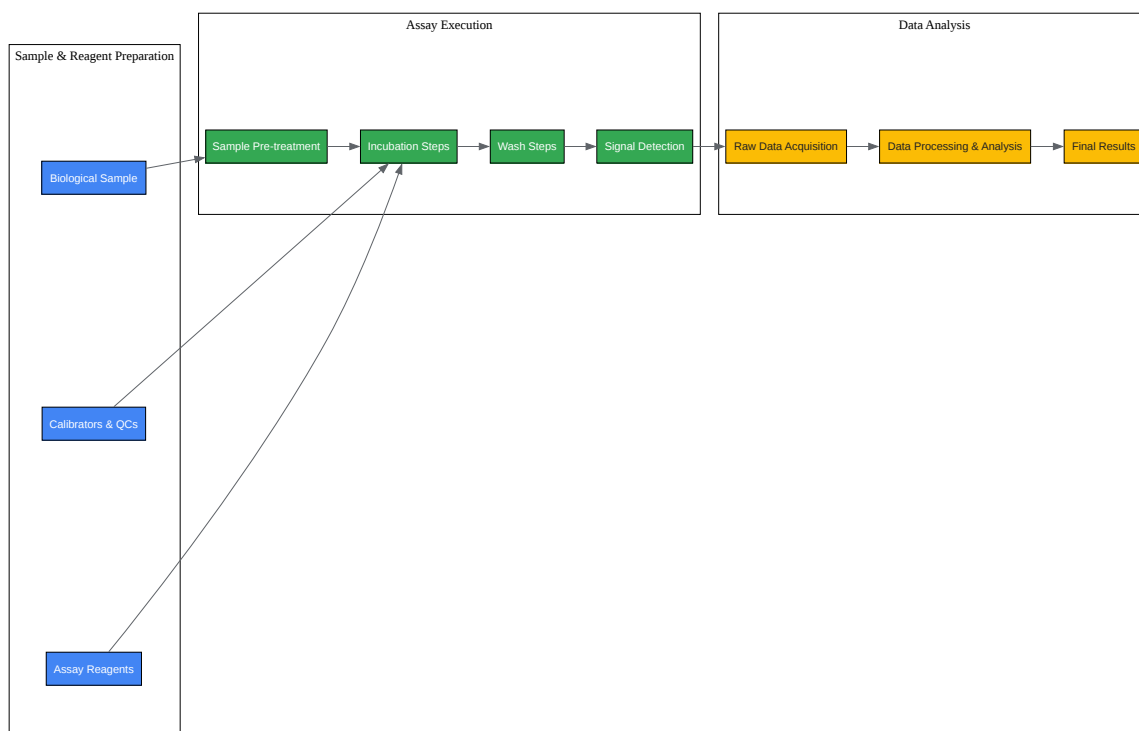 Sample & Reagent Preparation
Biological Sample
Calibrators & QCs
Assay Reagents
Assay Execution
Sample Pre-treatment
Incubation Steps
Wash Steps
Signal Detection
Data Analysis
Raw Data Acquisition
Data Processing & Analysis
Final Results